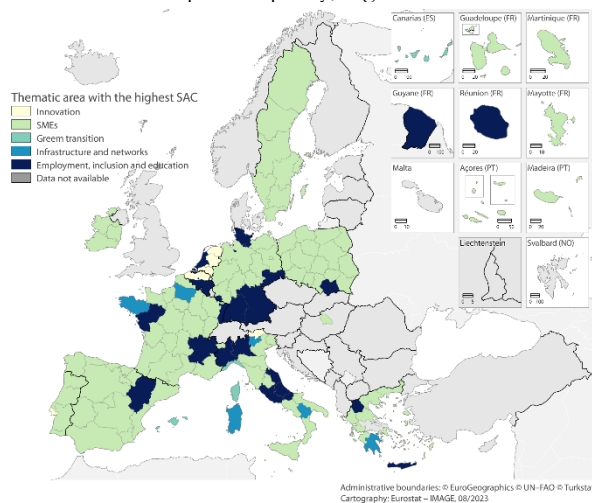 Thematic area with the highest SAC
Innovation
SMEs
Green transition
Infrastructure and networks
Employment, inclusion and education
Data not available
Canarias (ES)
Guadeloupe (FR)
Martinique (FR)
Guyane (FR)
Réunion (FR)
Mayotte (FR)
Malta
Açores (PT)
Madeira (PT)
Liechtenstein
Svalbard (NO)
Administrative boundaries: © EuroGeographics © UN–FAO © Turksta
Cartography: Eurostat – IMAGE, 08/2023